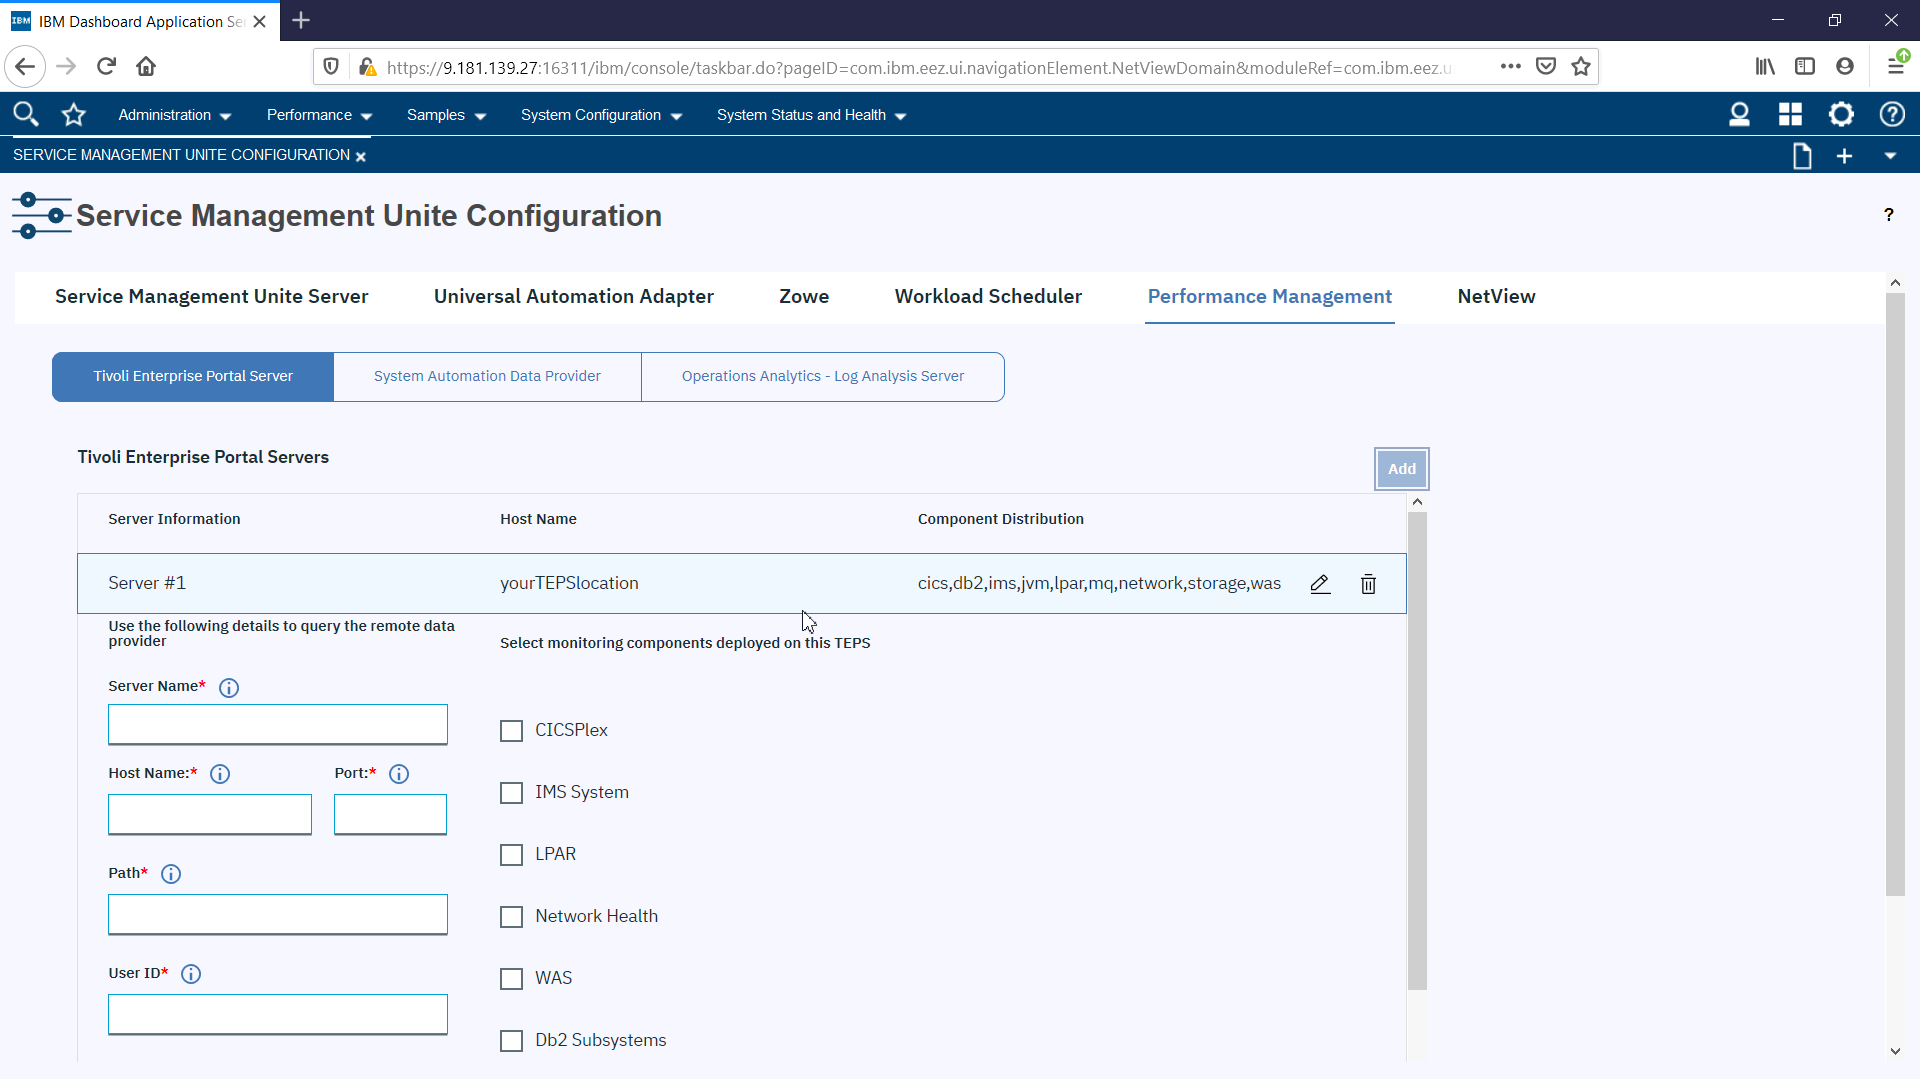 IBM
IBM Dashboard Application Se
https://9.181.139.27:16311/ibm/console/taskbar.do?pageID=com.ibm.eez.ui.navigationElement.NetViewDomain&moduleRef=com.ibm.eez.u
Administration Performance Samples System Configuration System Status and Health
SERVICE MANAGEMENT UNITE CONFIGURATION
Service Management Unite Configuration
?
Service Management Unite Server Universal Automation Adapter Zowe Workload Scheduler Performance Management NetView
Tivoli Enterprise Portal Server System Automation Data Provider Operations Analytics - Log Analysis Server
Tivoli Enterprise Portal Servers
Add
Server Information Host Name Component Distribution
Server #1 yourTEPSlocation cics,db2,ims,jvm,lpar,mq,network,storage,was
Use the following details to query the remote data
provider
Select monitoring components deployed on this TEPS
Server Name*
CICSPlex
Host Name:* Port:*
IMS System
LPAR
Path*
Network Health
User ID*
WAS
Db2 Subsystems